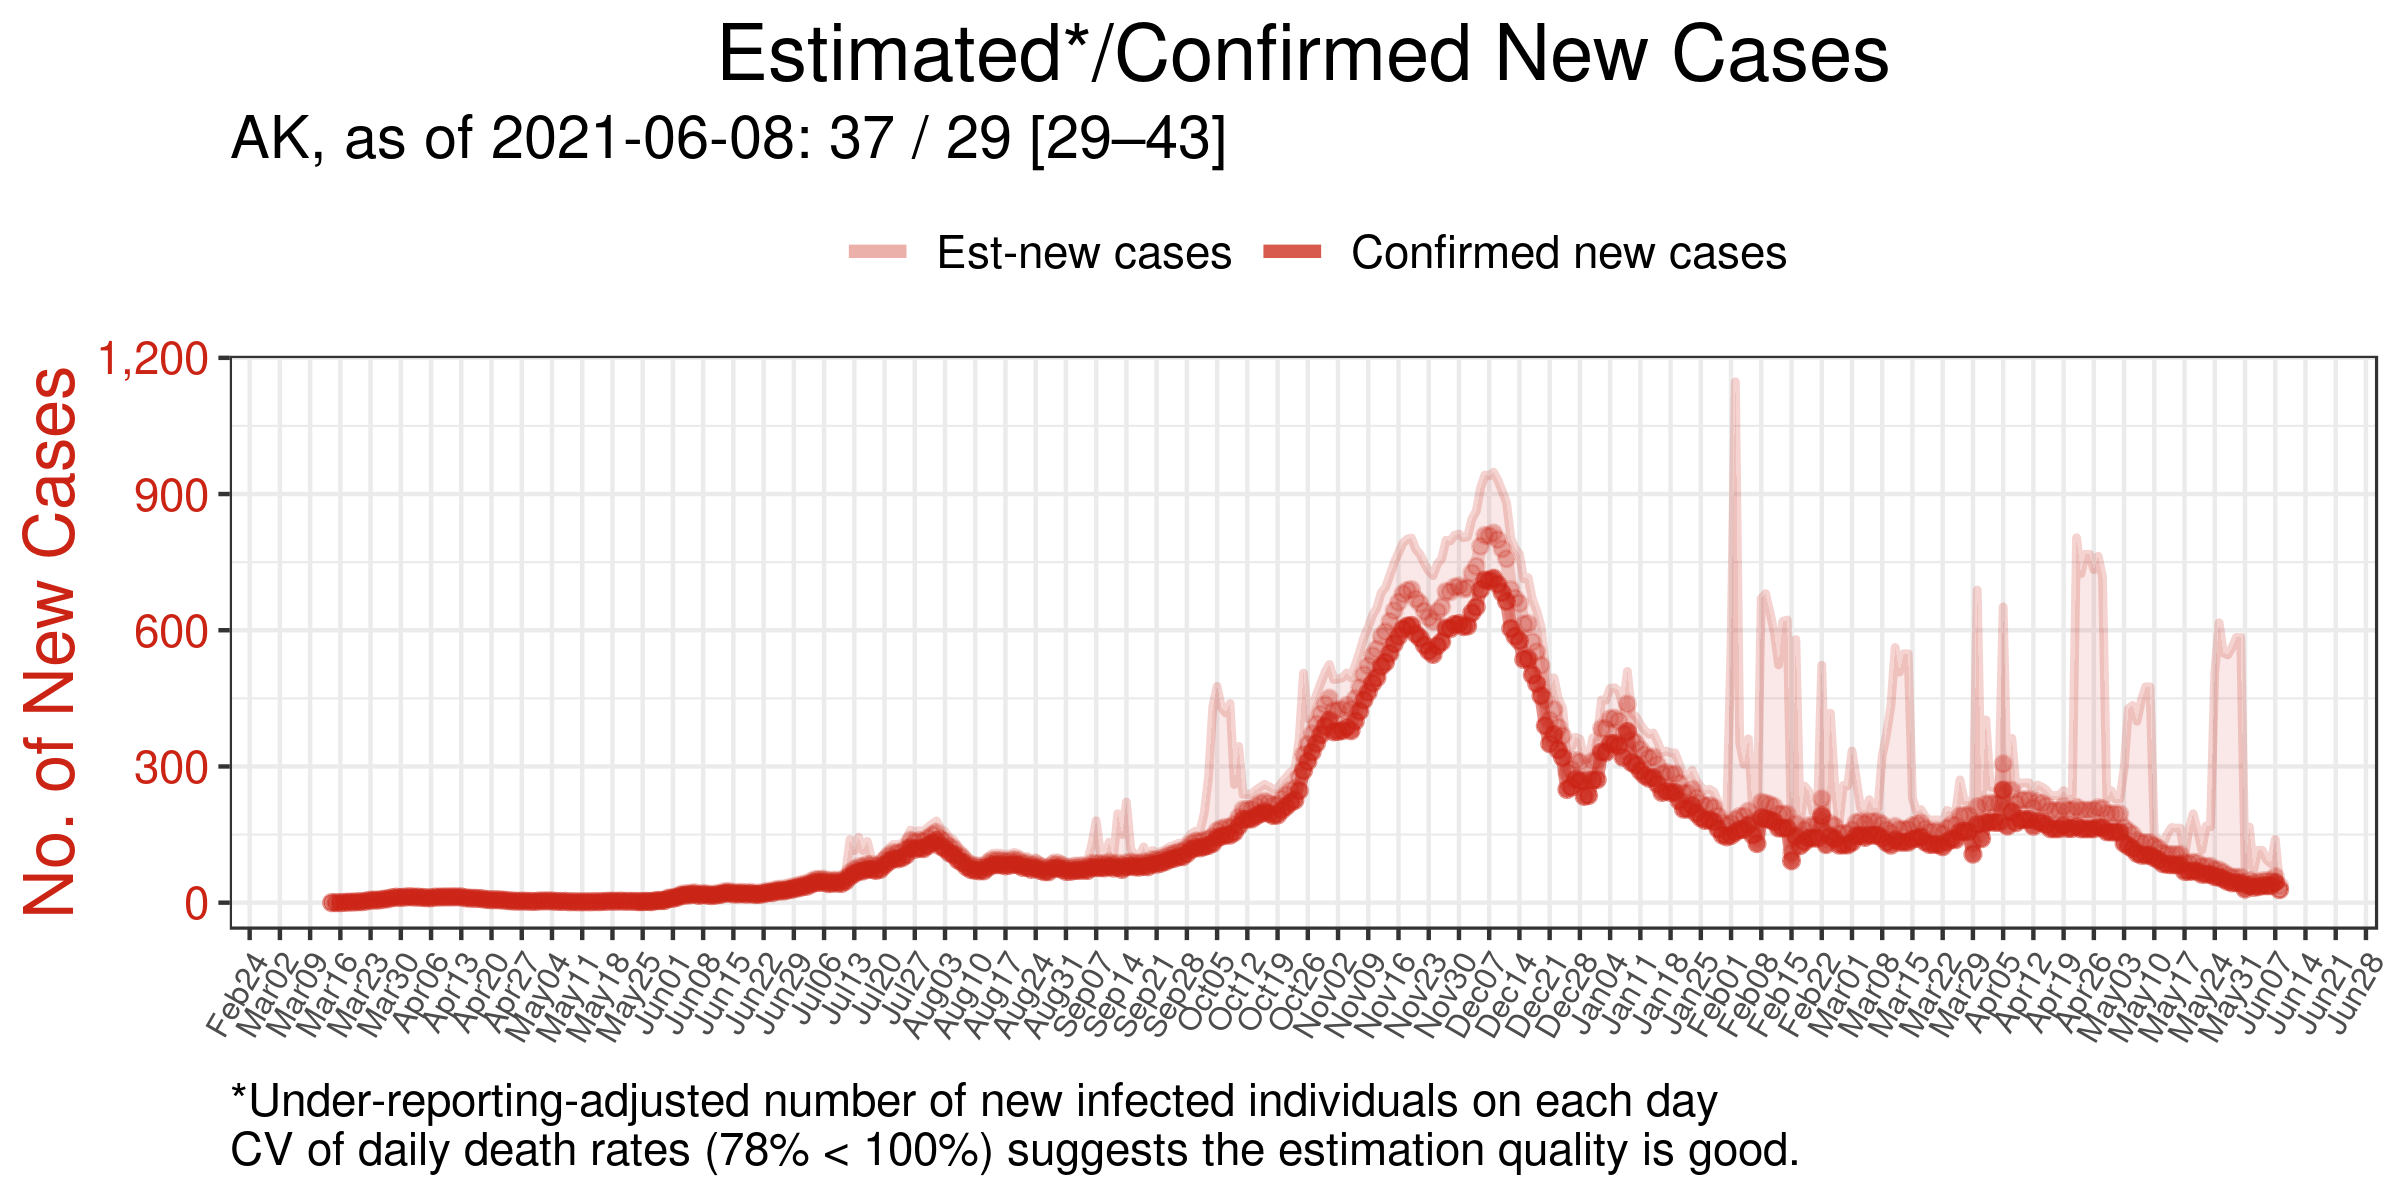 Estimated*/Confirmed New Cases
AK, as of 2021-06-08: 37 / 29 [29–43]
Est-new cases Confirmed new cases
No. of New Cases
1,200
900
600
300
0
Feb24 Mar02 Mar09 Mar16 Mar23 Mar30 Apr06 Apr13 Apr20 Apr27 May04 May11 May18 May25 Jun01 Jun08 Jun15 Jun22 Jun29 Jul06 Jul13 Jul20 Jul27 Aug03 Aug10 Aug17 Aug24 Aug31 Sep07 Sep14 Sep21 Sep28 Oct05 Oct12 Oct19 Oct26 Nov02 Nov09 Nov16 Nov23 Nov30 Dec07 Dec14 Dec21 Dec28 Jan04 Jan11 Jan18 Jan25 Feb01 Feb08 Feb15 Feb22 Mar01 Mar08 Mar15 Mar22 Mar29 Apr05 Apr12 Apr19 Apr26 May03 May10 May17 May24 May31 Jun07 Jun14 Jun21 Jun28
*Under-reporting-adjusted number of new infected individuals on each day
CV of daily death rates (78% < 100%) suggests the estimation quality is good.